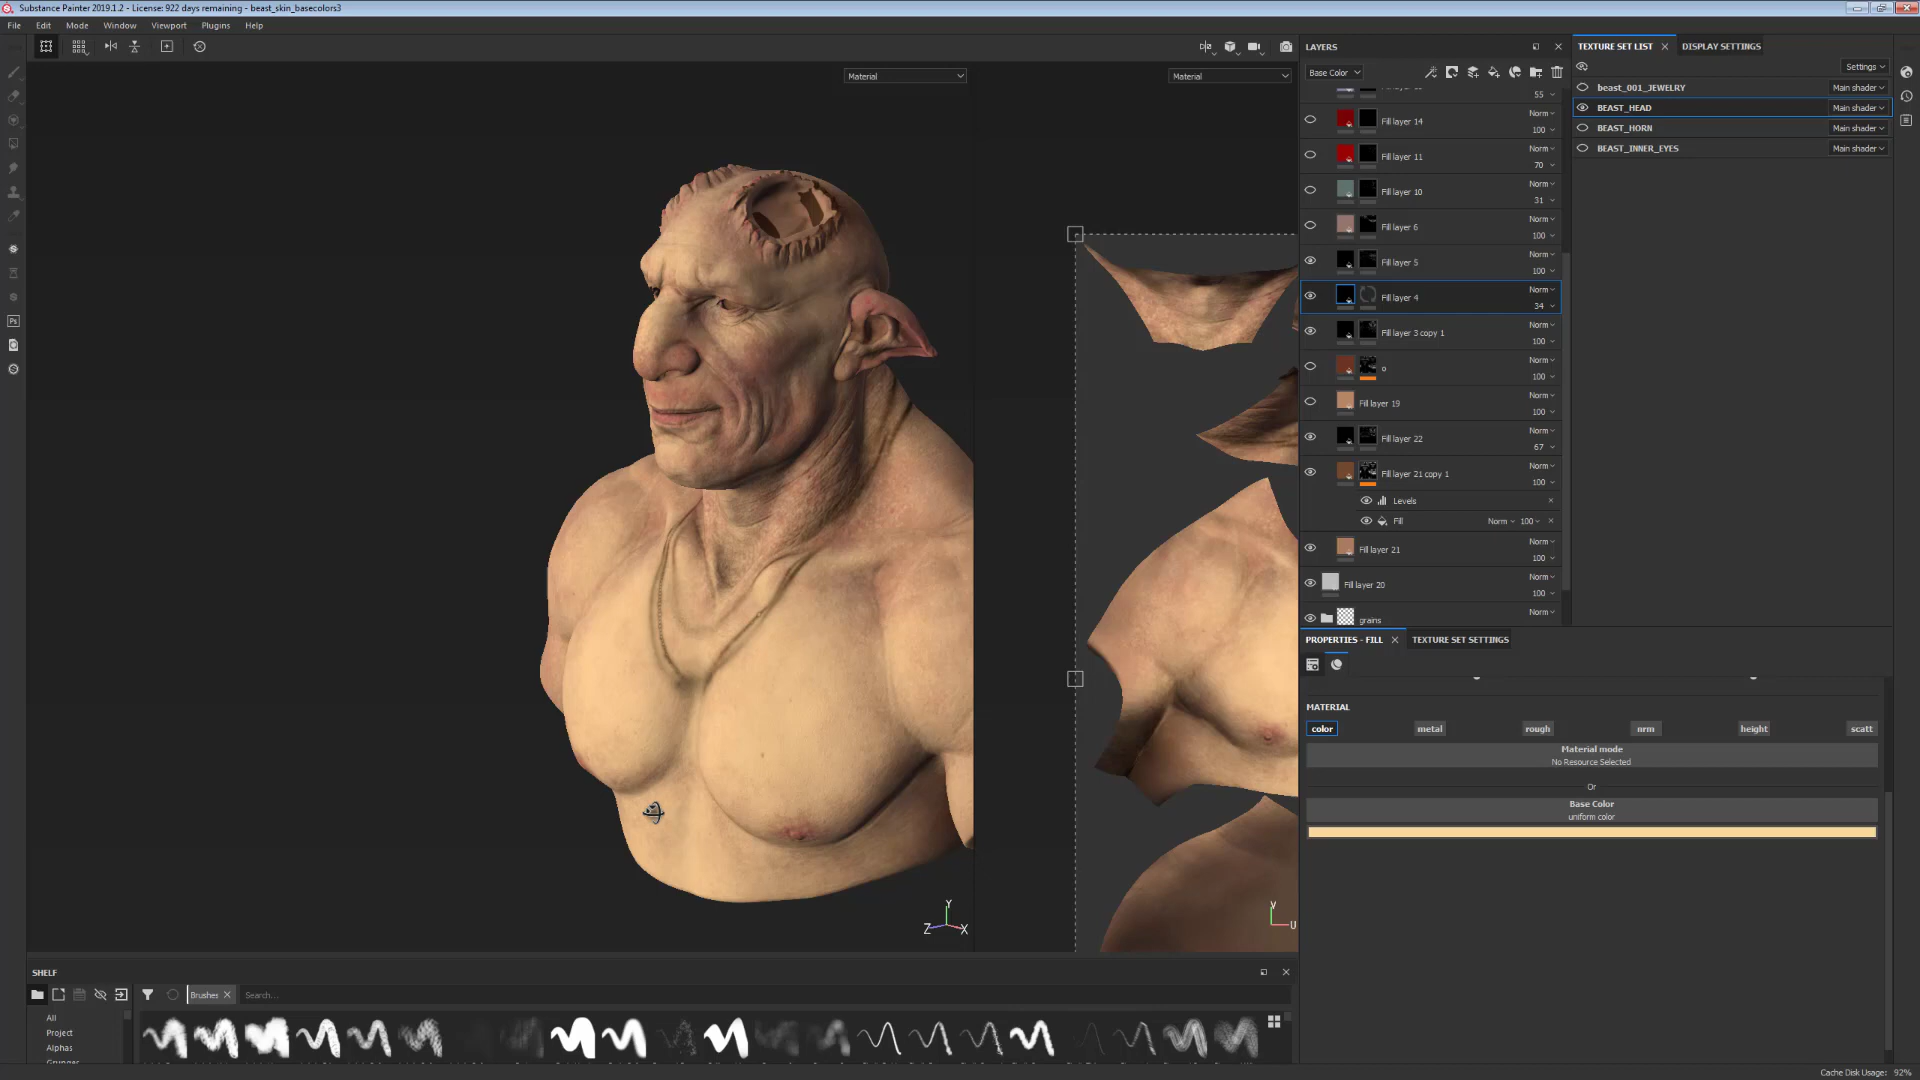 Substance Painter 2019.1.2 - License: 922 days remaining - beast_skin_basecolors3
File Edit Mode Window Viewport Plugins Help
Material
Material
LAYERS
Base Color
55
Fill layer 14 Norm 100
Fill layer 11 Norm 70
Fill layer 10 Norm 31
Fill layer 6 Norm 100
Fill layer 5 Norm 100
Fill layer 4 Norm 34
Fill layer 3 copy 1 Norm 100
o Norm 100
Fill layer 19 Norm 100
Fill layer 22 Norm 67
Fill layer 21 copy 1 Norm 100
Levels
Fill Norm 100
Fill layer 21 Norm 100
Fill layer 20 Norm 100
grains Norm
TEXTURE SET LIST DISPLAY SETTINGS
Settings
beast_001_JEWELRY Main shader
BEAST_HEAD Main shader
BEAST_HORN Main shader
BEAST_INNER_EYES Main shader
PROPERTIES - FILL TEXTURE SET SETTINGS
MATERIAL
color metal rough nrm height scatt
Material mode
No Resource Selected
Or
Base Color
uniform color
Ps
Y
Z X
V
U
SHELF
Brushes Search...
All
Project
Alphas
Cache Disk Usage: 92%